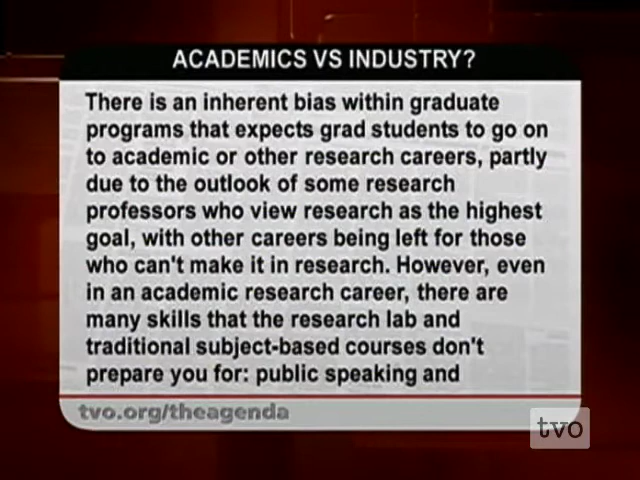 ACADEMICS VS INDUSTRY?
There is an inherent bias within graduate
programs that expects grad students to go on
to academic or other research careers, partly
due to the outlook of some research
professors who view research as the highest
goal, with other careers being left for those
who can't make it in research. However, even
in an academic research career, there are
many skills that the research lab and
traditional subject-based courses don't
prepare you for: public speaking and
tvo.org/theagenda
tvo